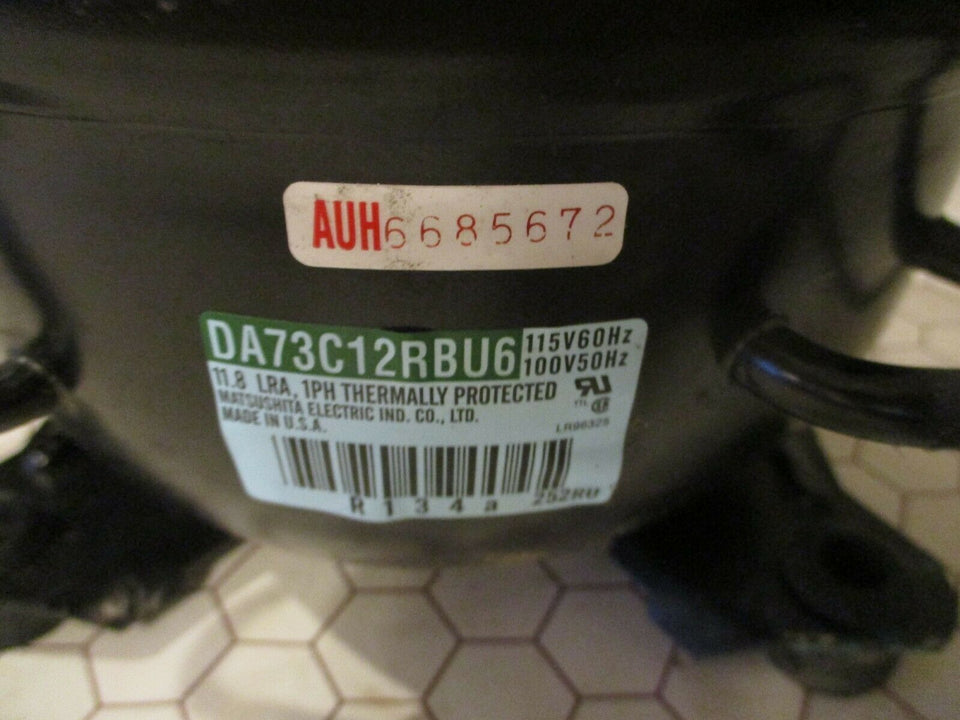 AUH6685672
DA73C12RBU6 115V60Hz
100V50Hz
11.8 LRA, 1PH THERMALLY PROTECTED
MATSUSHITA ELECTRIC IND. CO., LTD.
MADE IN U.S.A.
LR96325
R134a 252RU